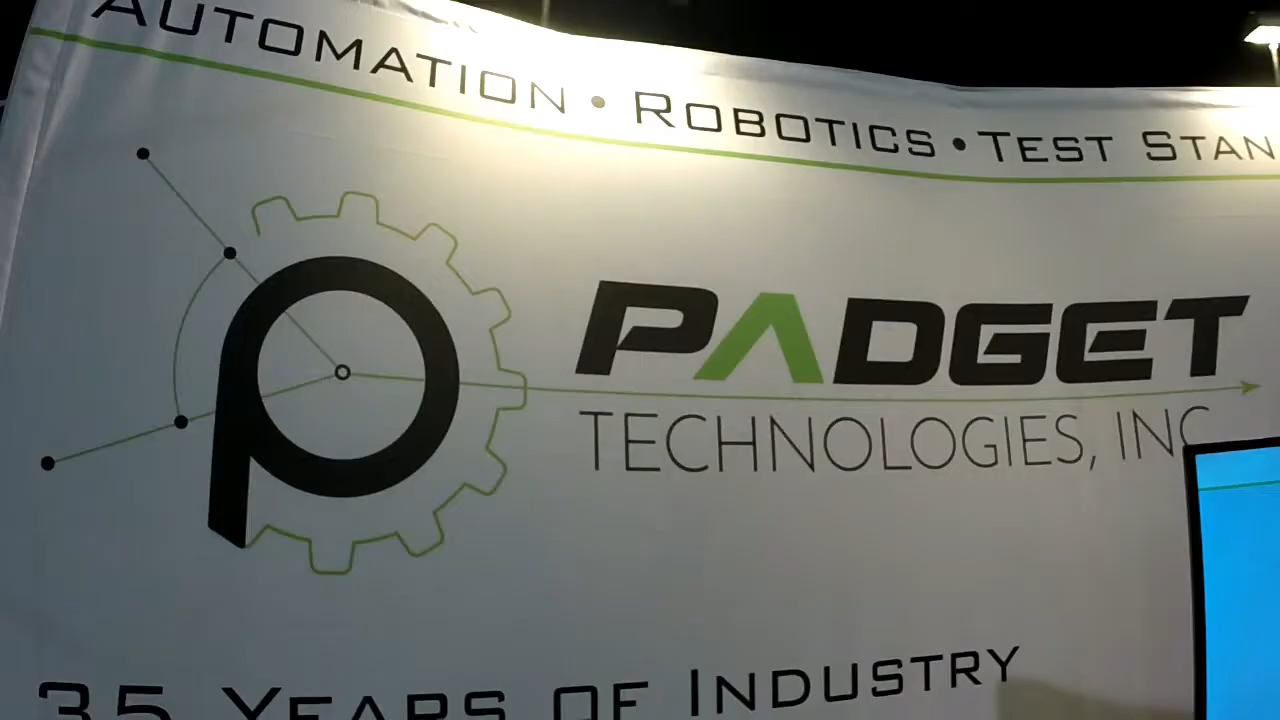 AUTOMATION • ROBOTICS • TEST STAN
PADGET
TECHNOLOGIES, INC
35 YEARS OF INDUSTRY